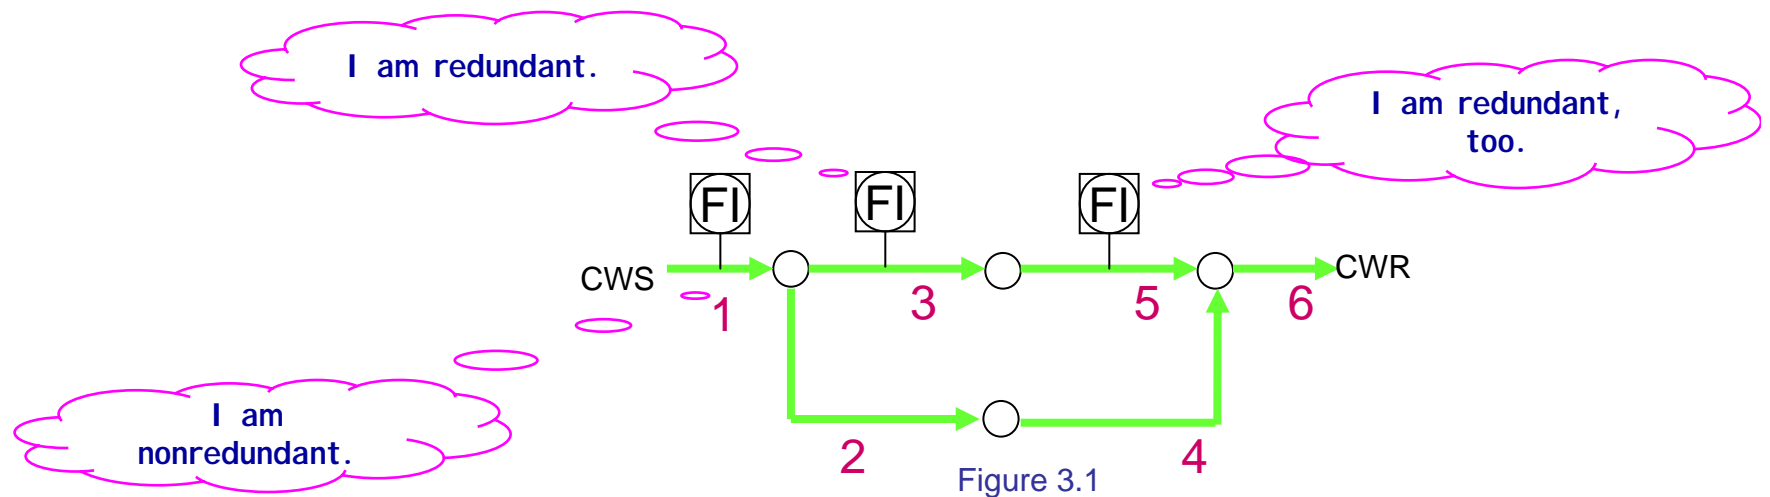 I am redundant.
I am redundant,
too.
FI
FI
FI
CWS
CWR
1
3
5
6
I am
nonredundant.
2
4
Figure 3.1